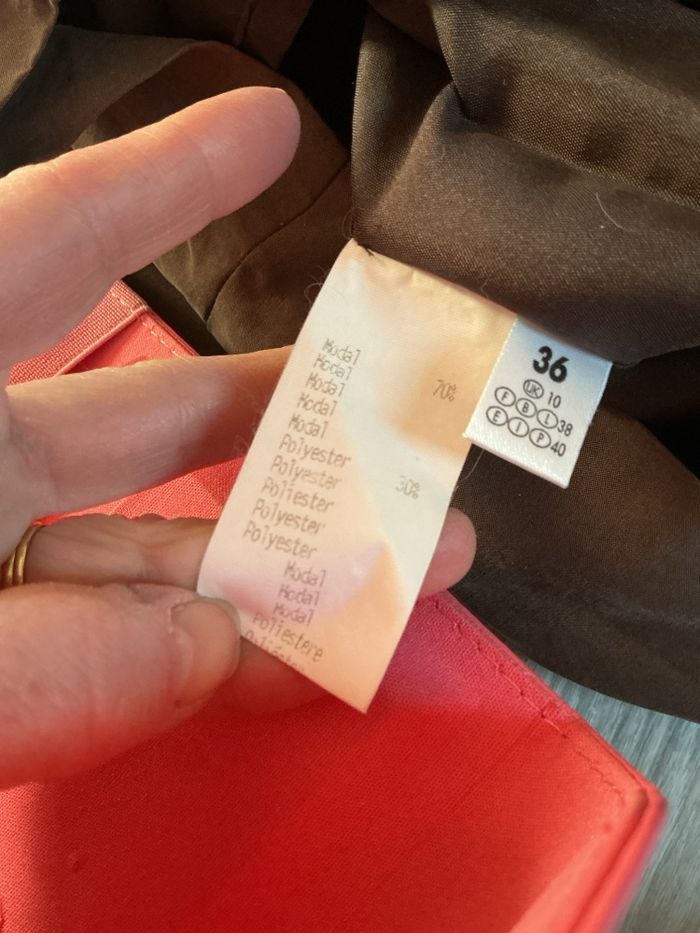 Modal
Modal
Modal 70%
Modal
Modal
Polyester
Polyester 30%
Poliester
Polyester
Polyester
Modal
Modal
Modal
Poliestere
36
UK 10
F B L 38
E I P 40